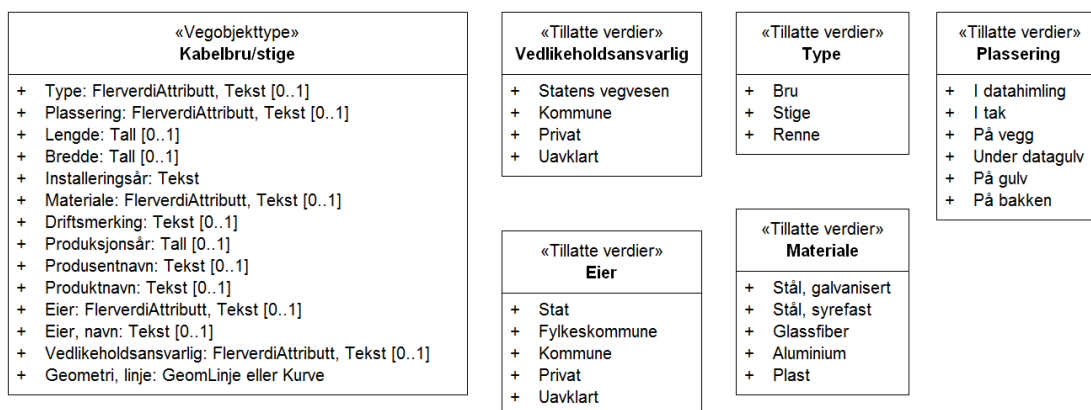 «Vegobjekttype»
Kabelbru/stige
+ Type: FlerverdiAttributt, Tekst [0..1]
+ Plassering: FlerverdiAttributt, Tekst [0..1]
+ Lengde: Tall [0..1]
+ Bredde: Tall [0..1]
+ Installeringsår: Tekst
+ Materiale: FlerverdiAttributt, Tekst [0..1]
+ Driftsmerking: Tekst [0..1]
+ Produksjonsår: Tall [0..1]
+ Produsentnavn: Tekst [0..1]
+ Produktnavn: Tekst [0..1]
+ Eier: FlerverdiAttributt, Tekst [0..1]
+ Eier, navn: Tekst [0..1]
+ Vedlikeholdsansvarlig: FlerverdiAttributt, Tekst [0..1]
+ Geometri, linje: GeomLinje eller Kurve
«Tillatte verdier»
Vedlikeholdsansvarlig
+ Statens vegvesen
+ Kommune
+ Privat
+ Uavklart
«Tillatte verdier»
Type
+ Bru
+ Stige
+ Renne
«Tillatte verdier»
Plassering
+ I datahimling
+ I tak
+ På vegg
+ Under datagulv
+ På gulv
+ På bakken
«Tillatte verdier»
Eier
+ Stat
+ Fylkeskommune
+ Kommune
+ Privat
+ Uavklart
«Tillatte verdier»
Materiale
+ Stål, galvanisert
+ Stål, syrefast
+ Glassfiber
+ Aluminium
+ Plast